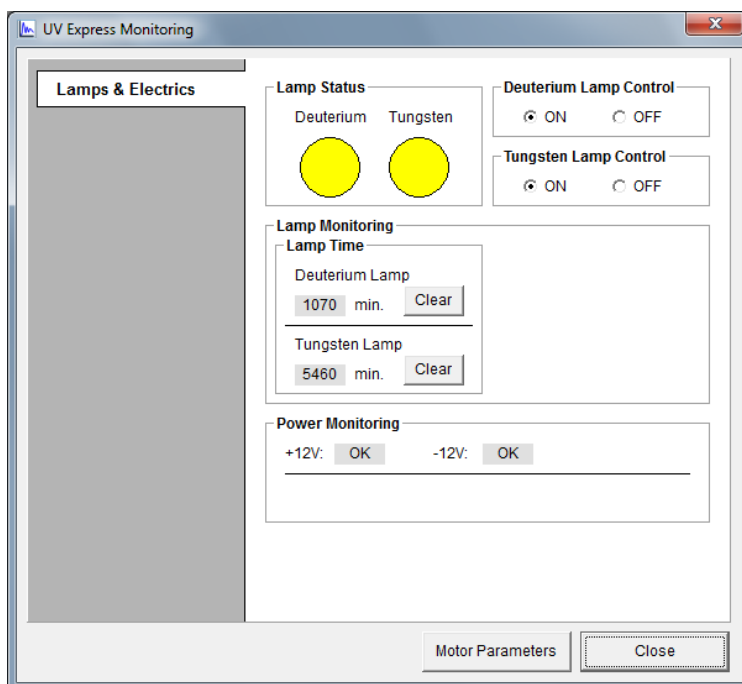 UV Express Monitoring
Lamps & Electrics
Lamp Status
Deuterium Tungsten
Deuterium Lamp Control
ON OFF
Tungsten Lamp Control
ON OFF
Lamp Monitoring
Lamp Time
Deuterium Lamp
1070 min. Clear
Tungsten Lamp
5460 min. Clear
Power Monitoring
+12V: OK -12V: OK
Motor Parameters Close